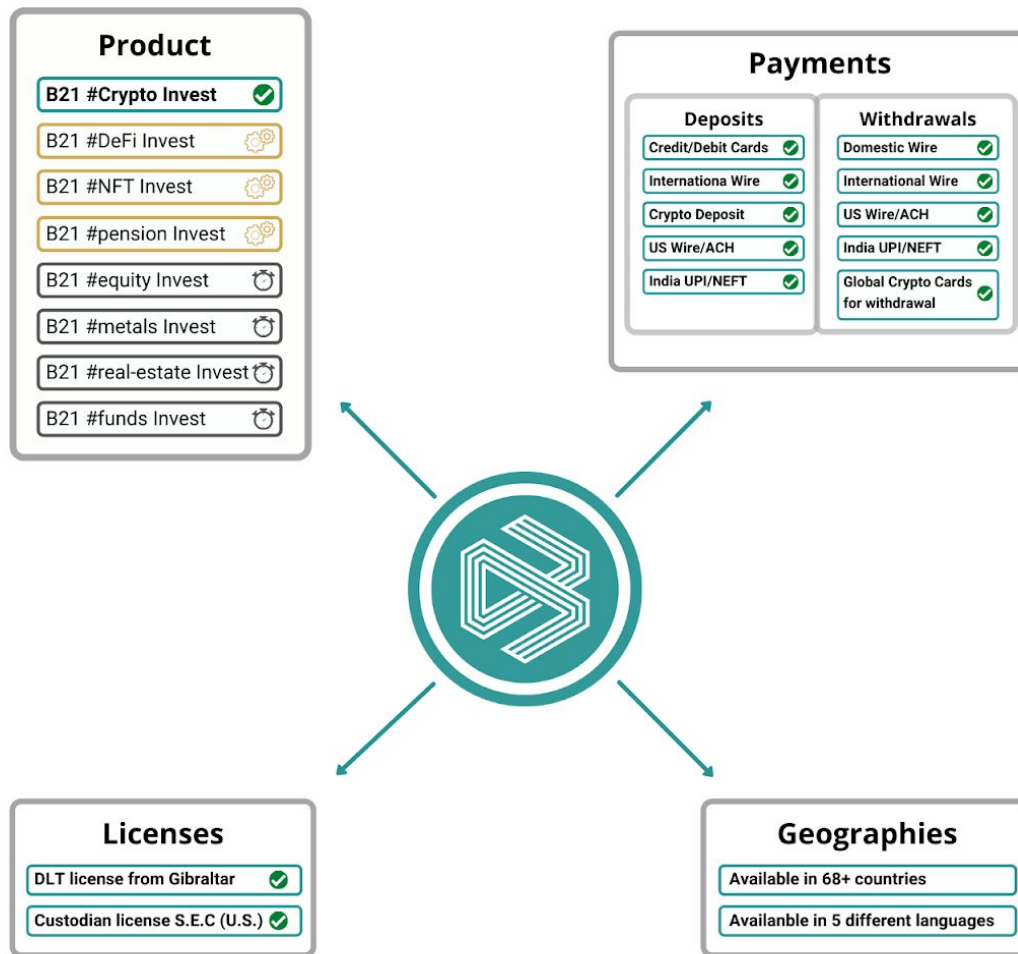 Product
B21 #Crypto Invest
B21 #DeFi Invest
B21 #NFT Invest
B21 #pension Invest
B21 #equity Invest
B21 #metals Invest
B21 #real-estate Invest
B21 #funds Invest
Payments
Deposits
Credit/Debit Cards
Internationa Wire
Crypto Deposit
US Wire/ACH
India UPI/NEFT
Withdrawals
Domestic Wire
International Wire
US Wire/ACH
India UPI/NEFT
Global Crypto Cards
for withdrawal
Licenses
DLT license from Gibraltar
Custodian license S.E.C (U.S.)
Geographies
Available in 68+ countries
Availanble in 5 different languages